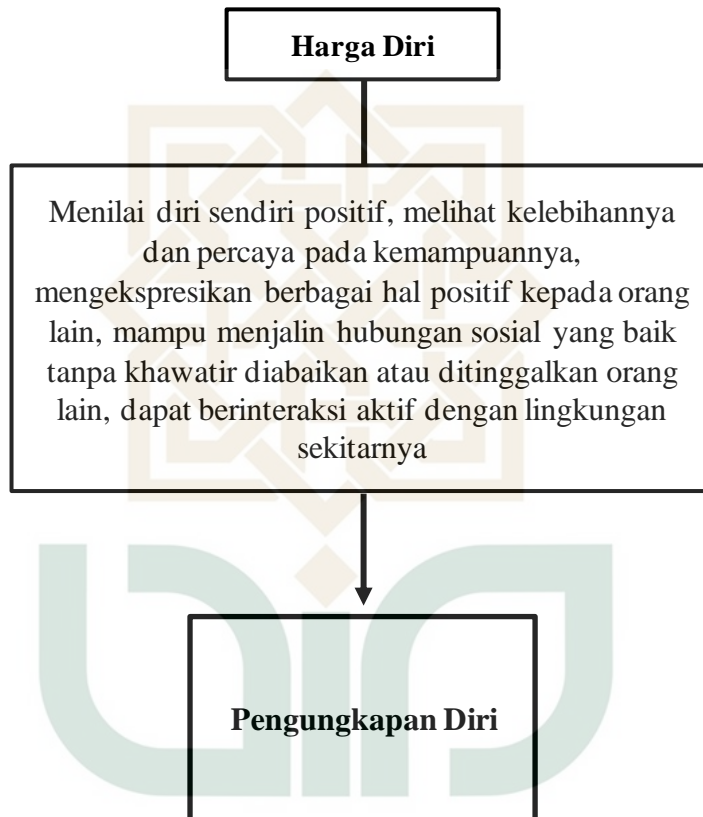 Harga Diri
Menilai diri sendiri positif, melihat kelebihannya
dan percaya pada kemampuannya,
mengekspresikan berbagai hal positif kepada orang
lain, mampu menjalin hubungan sosial yang baik
tanpa khawatir diabaikan atau ditinggalkan orang
lain, dapat berinteraksi aktif dengan lingkungan
sekitarnya
Pengungkapan Diri